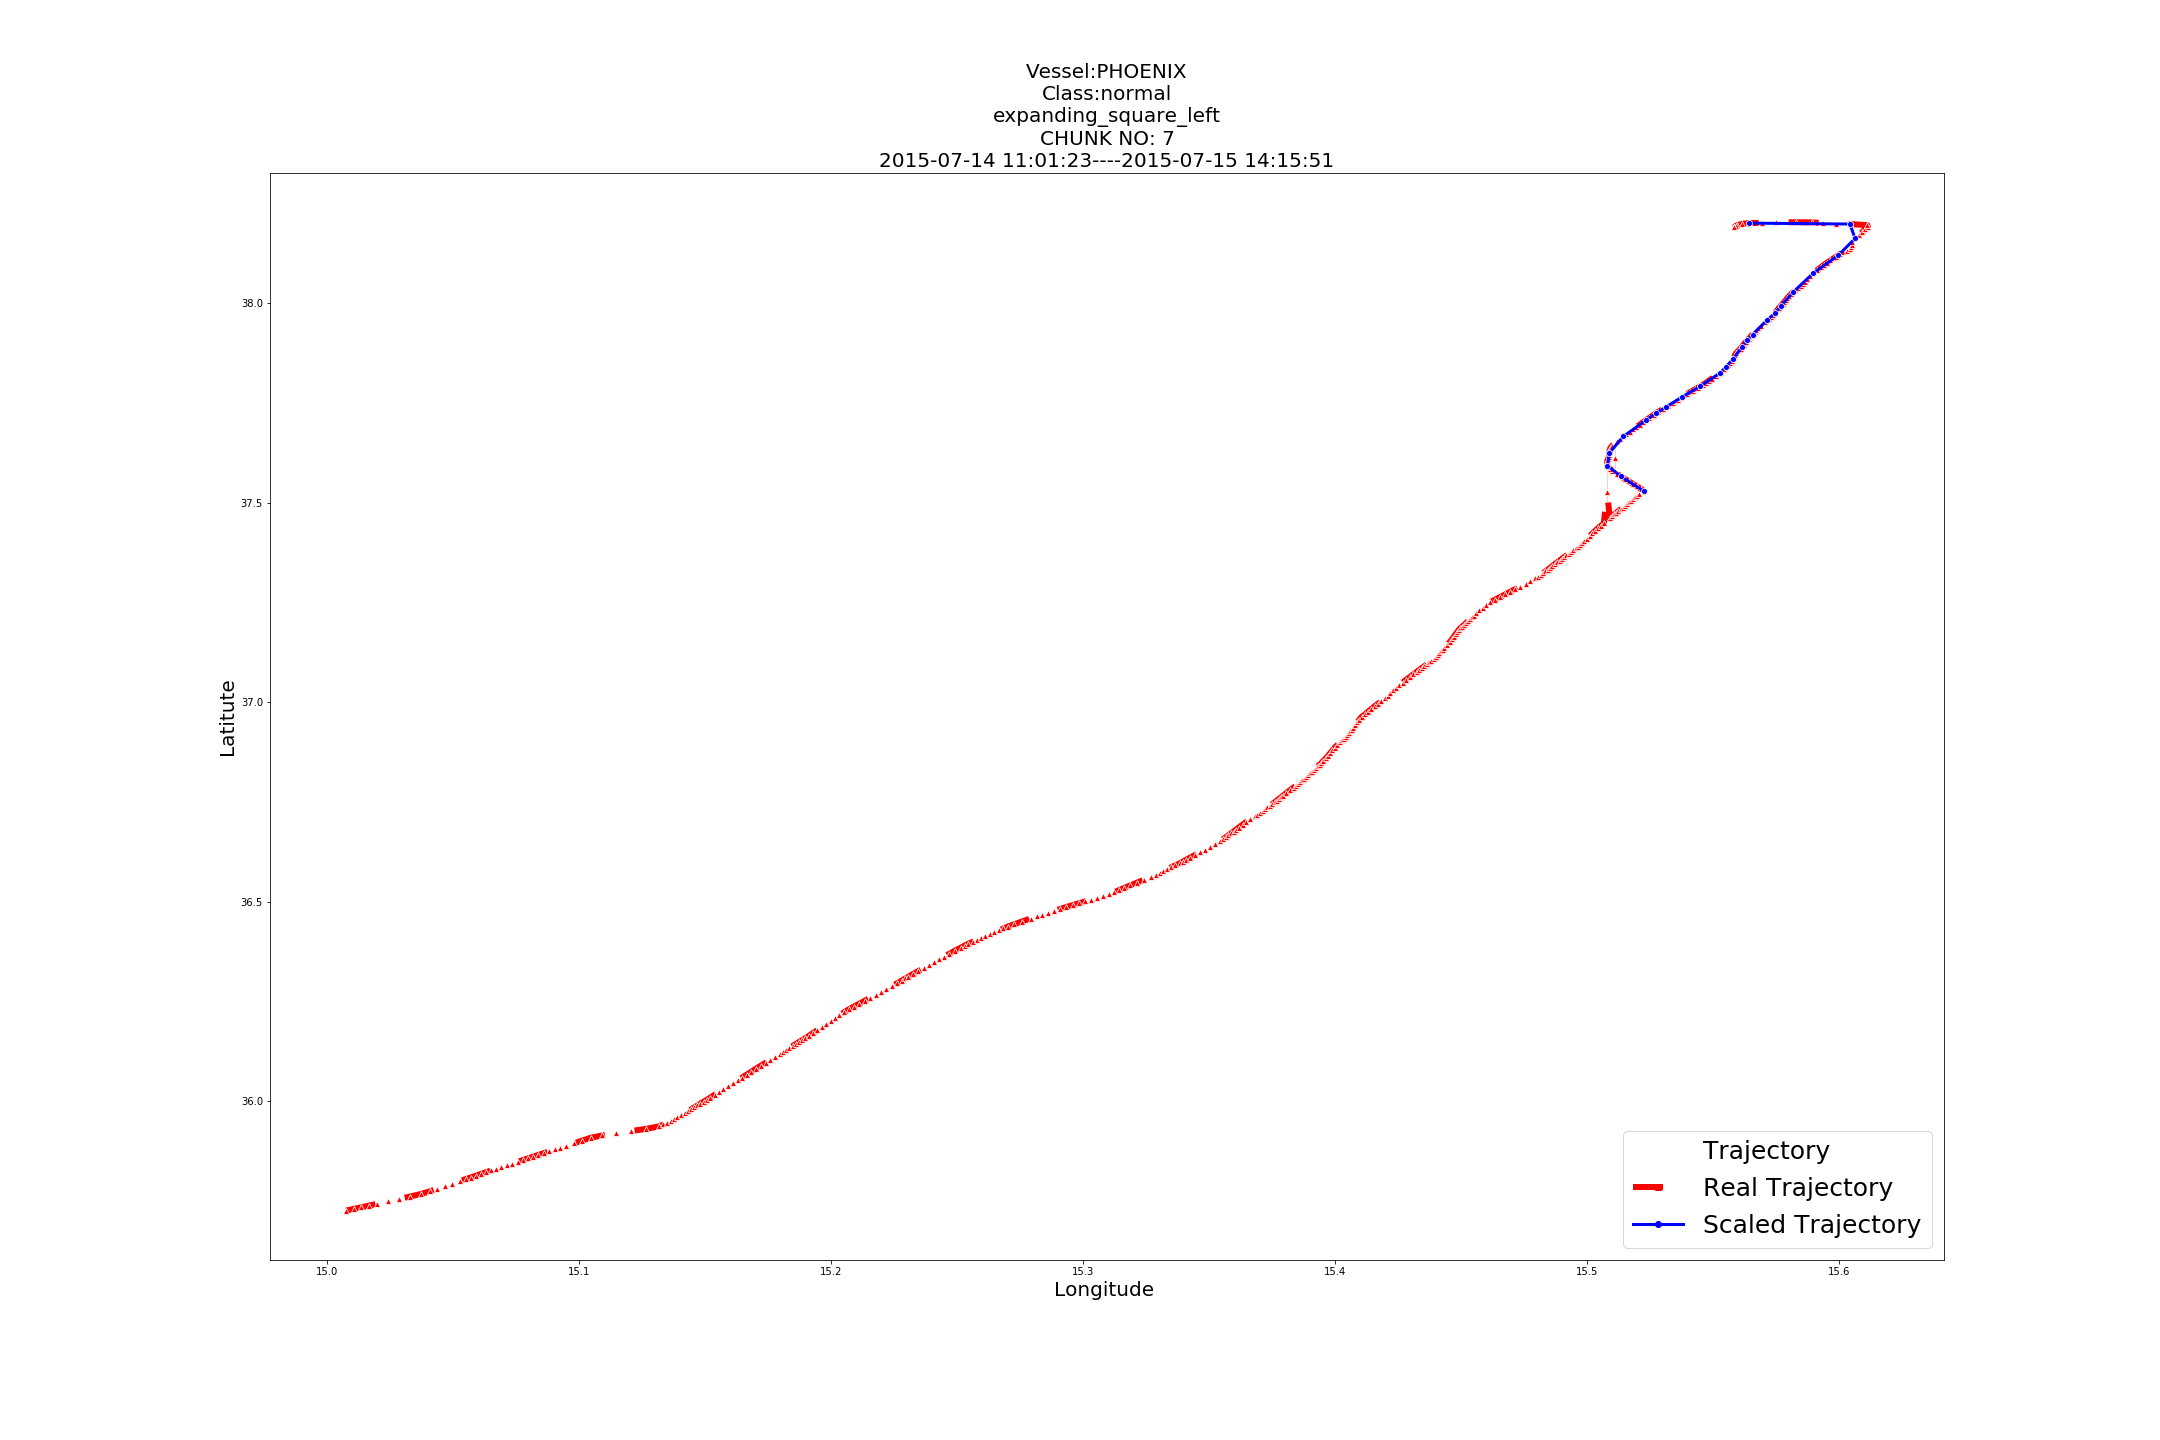 Vessel:PHOENIX
Class:normal
expanding_square_left
CHUNK NO: 7
2015-07-14 11:01:23----2015-07-15 14:15:51
38.0
37.5
37.0
36.5
36.0
Latitute
15.0 15.1 15.2 15.3 15.4 15.5 15.6
Longitude
Trajectory
Real Trajectory
Scaled Trajectory